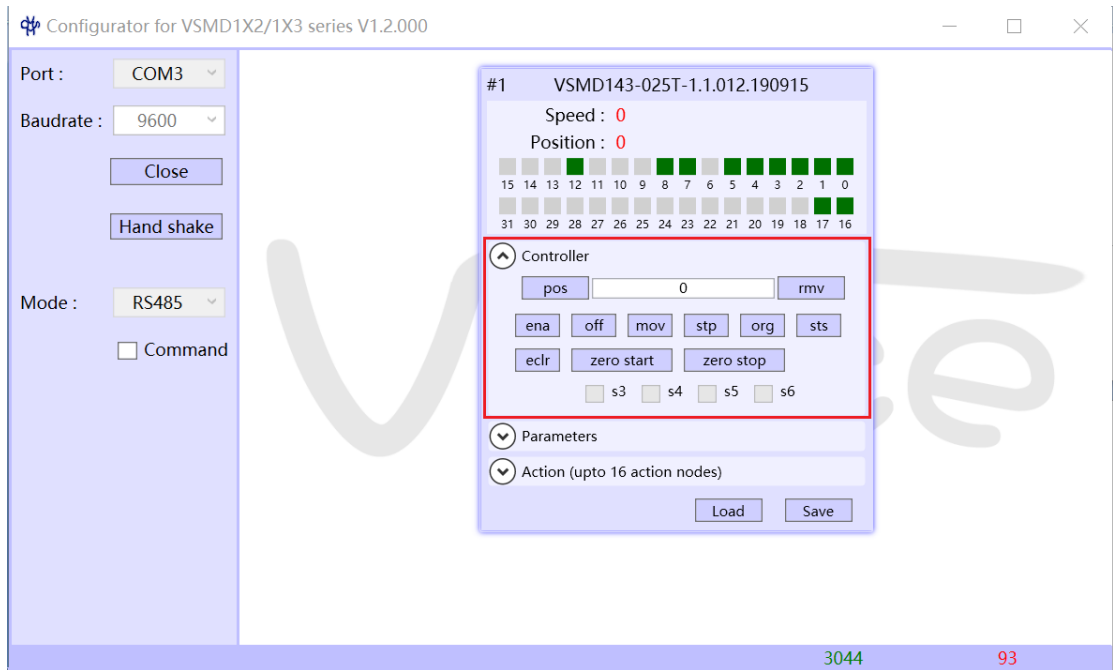 Configurator for VSMD1X2/1X3 series V1.2.000
Port : COM3
Baudrate : 9600
Close
Hand shake
Mode : RS485
Command
#1 VSMD143-025T-1.1.012.190915
Speed : 0
Position : 0
15 14 13 12 11 10 9 8 7 6 5 4 3 2 1 0
31 30 29 28 27 26 25 24 23 22 21 20 19 18 17 16
Controller
pos 0 rmv
ena off mov stp org sts
eclr zero start zero stop
s3 s4 s5 s6
Parameters
Action (upto 16 action nodes)
Load Save
3044 93